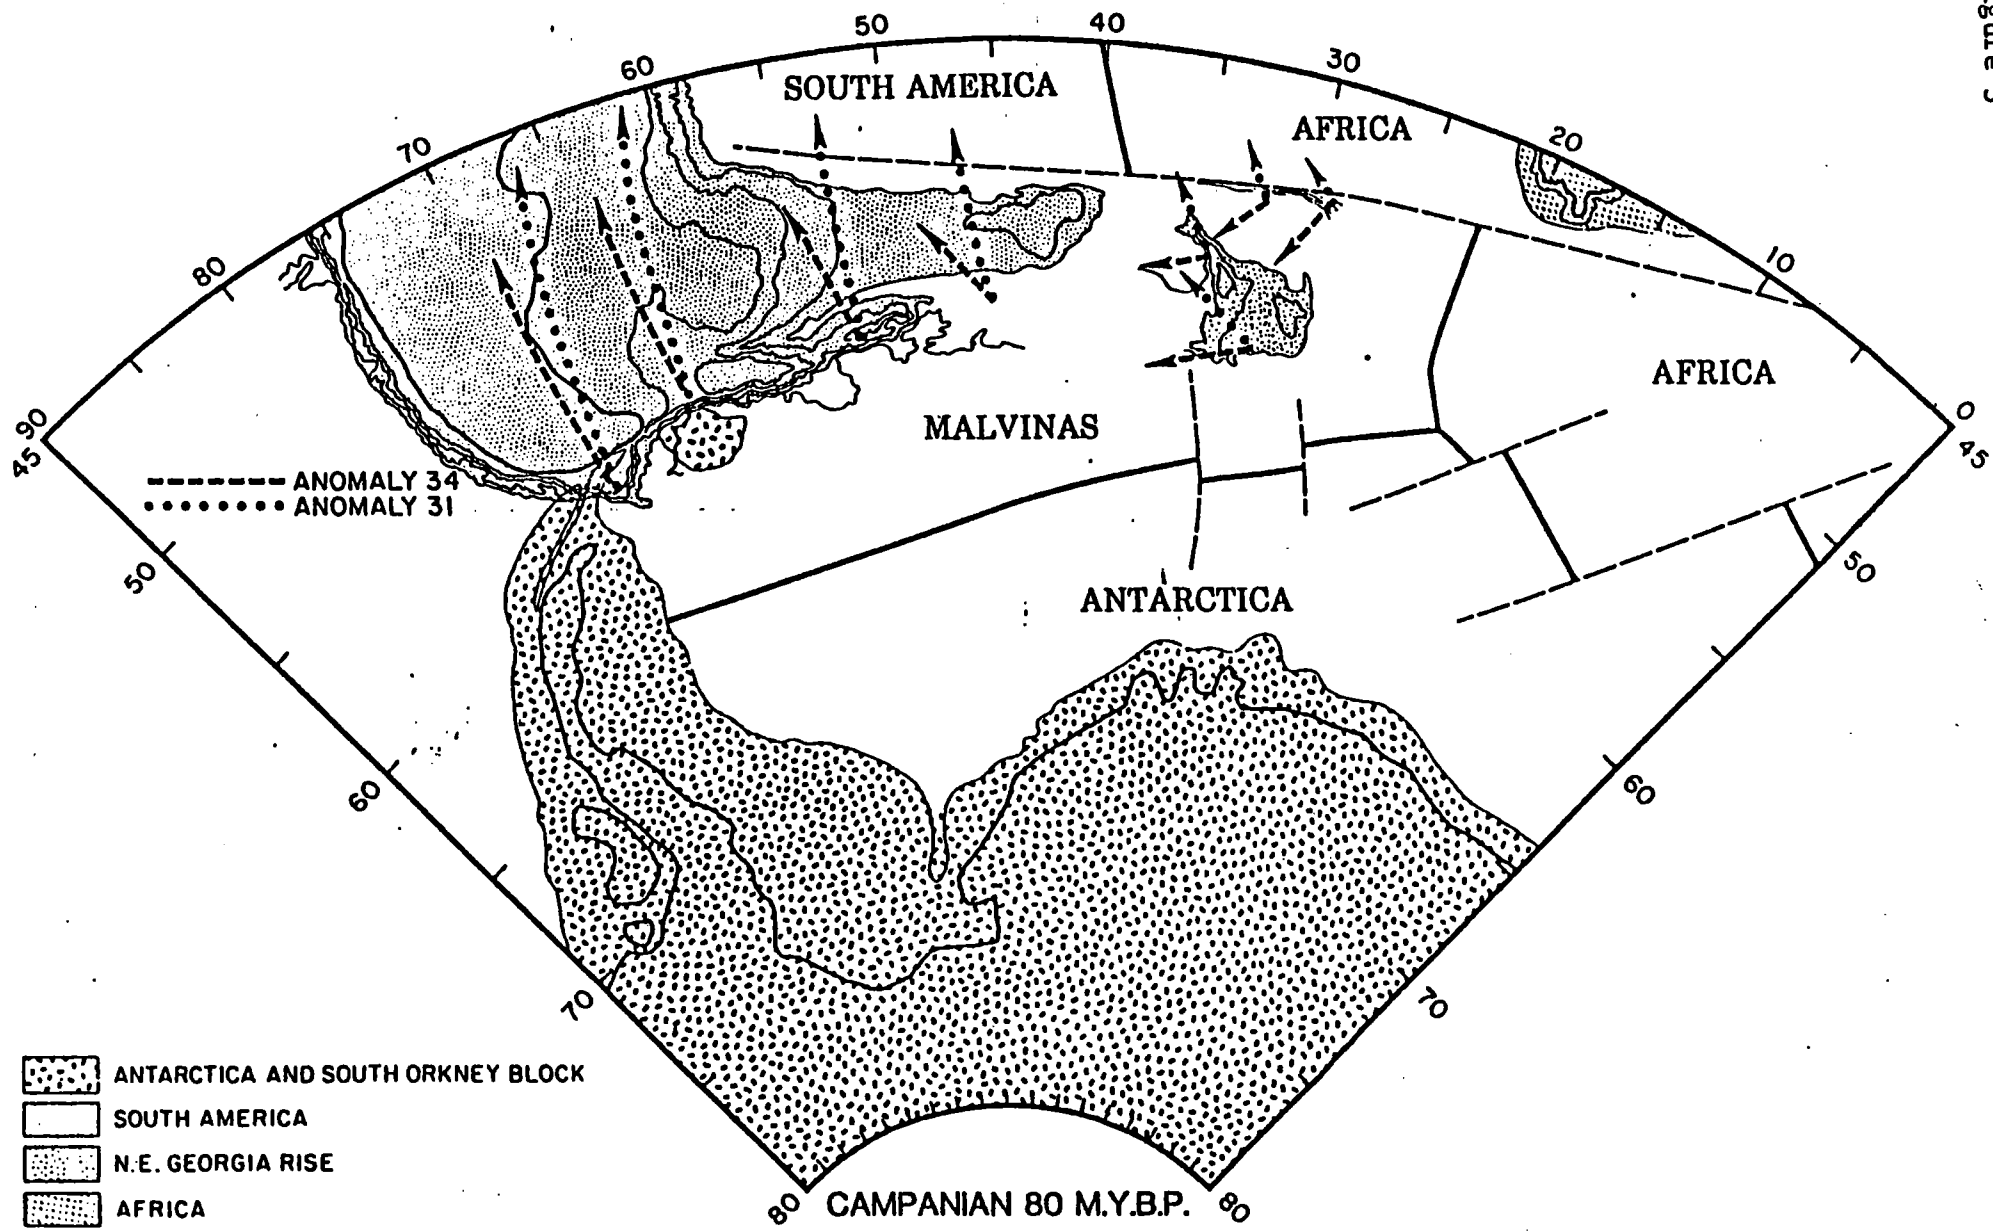 50
40
60
30
SOUTH AMERICA
AFRICA
70
20
80
10
AFRICA
90
0
45
MALVINAS
45
ANOMALY 34
ANOMALY 31
50
50
ANTARCTICA
60
60
70
70
ANTARCTICA AND SOUTH ORKNEY BLOCK
SOUTH AMERICA
N.E. GEORGIA RISE
AFRICA
80
CAMPANIAN 80 M.Y.B.P.
80